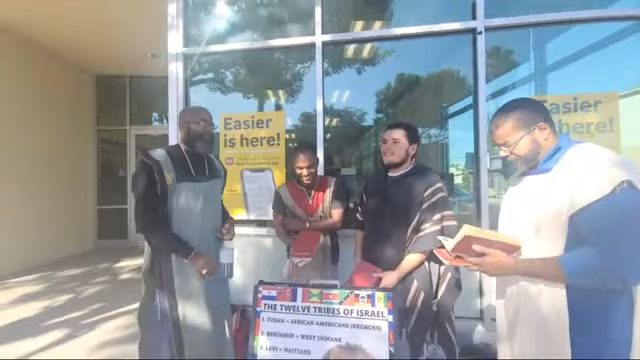 Easier
is here!
Easier
here!
THE TWELVE TRIBES OF ISRAEL
1. JUDAH = AFRICAN AMERICANS (NEGROES)
2. BENJAMIN = WEST INDIANS
3. LEVI = HAITIANS